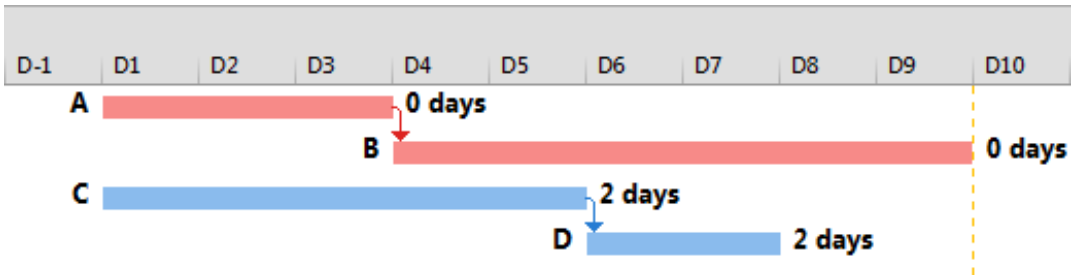 D-1 D1 D2 D3 D4 D5 D6 D7 D8 D9 D10
A 0 days
B 0 days
C 2 days
D 2 days